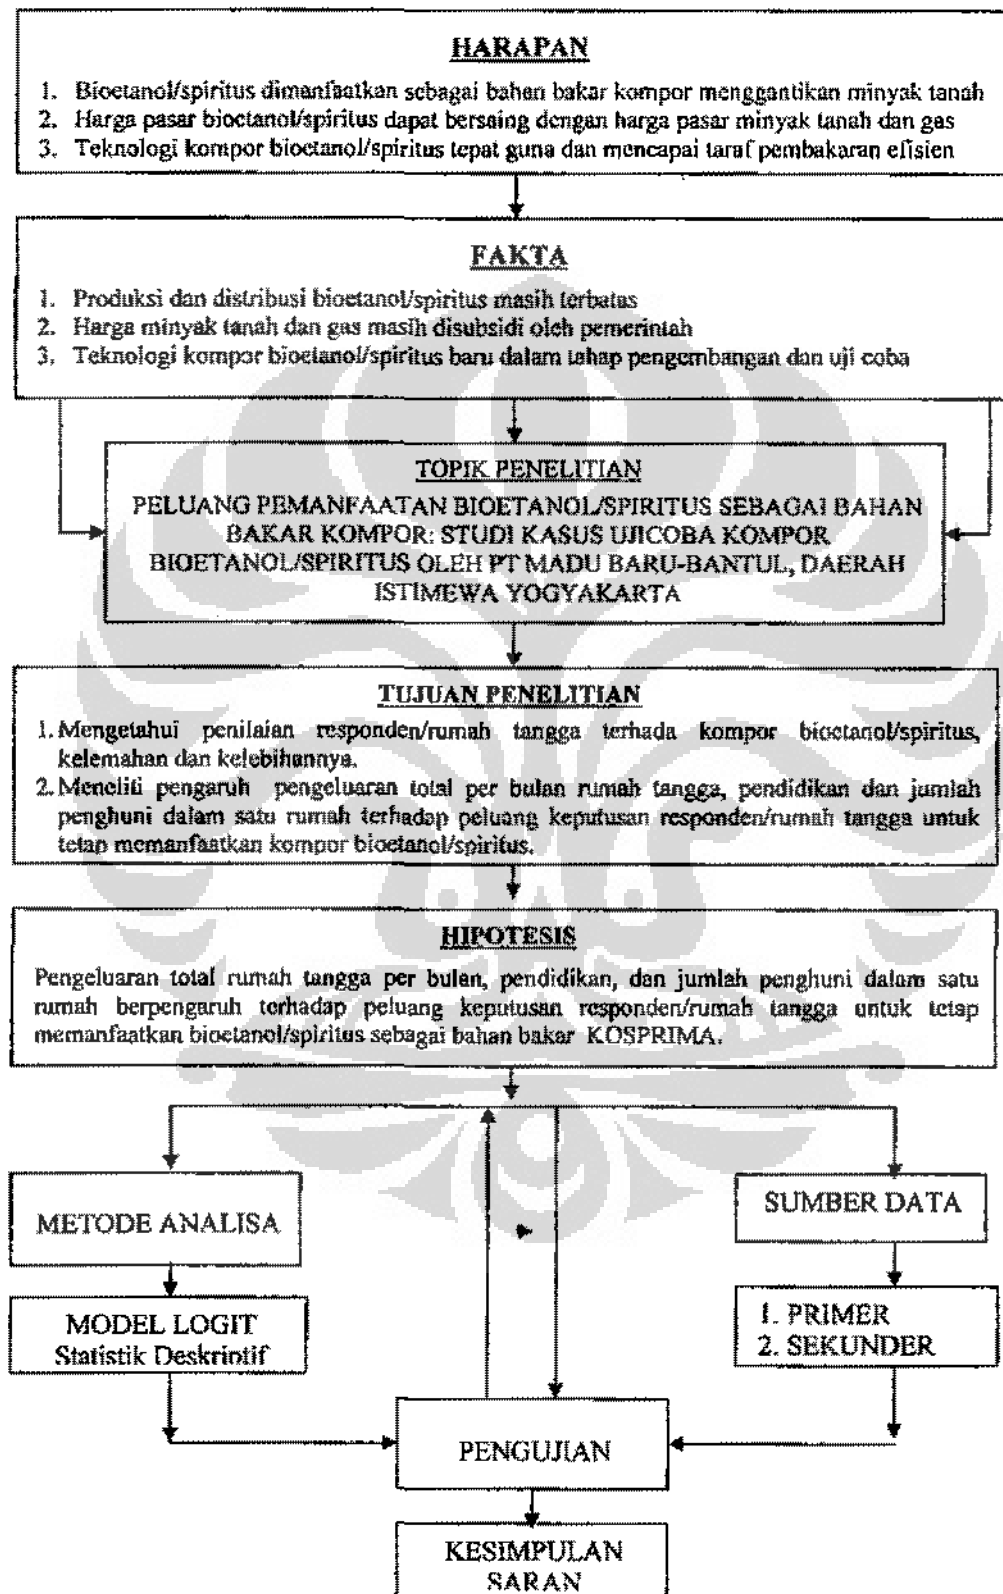 HARAPAN
1. Bioetanol/spiritus dimanfaatkan sebagai bahan bakar kompor menggantikan minyak tanah
2. Harga pasar bioetanol/spiritus dapat bersaing dengan harga pasar minyak tanah dan gas
3. Teknologi kompor bioetanol/spiritus tepat guna dan mencapai taraf pembakaran efisien
FAKTA
1. Produksi dan distribusi bioetanol/spiritus masih terbatas
2. Harga minyak tanah dan gas masih disubsidi oleh pemerintah
3. Teknologi kompor bioetanol/spiritus baru dalam tahap pengembangan dan uji coba
TOPIK PENELITIAN
PELUANG PEMANFAATAN BIOETANOL/SPIRITUS SEBAGAI BAHAN
BAKAR KOMPOR: STUDI KASUS UJICOBA KOMPOR
BIOETANOL/SPIRITUS OLEH PT MADU BARU-BANTUL, DAERAH
ISTIMEWA YOGYAKARTA
TUJUAN PENELITIAN
1. Mengetahui penilaian responden/rumah tangga terhada kompor bioetanol/spiritus,
kelemahan dan kelebihannya.
2. Meneliti pengaruh pengeluaran total per bulan rumah tangga, pendidikan dan jumlah
penghuni dalam satu rumah terhadap peluang keputusan responden/rumah tangga untuk
tetap memanfaatkan kompor bioetanol/spiritus.
HIPOTESIS
Pengeluaran total rumah tangga per bulan, pendidikan, dan jumlah penghuni dalam satu
rumah berpengaruh terhadap peluang keputusan responden/rumah tangga untuk tetap
memanfaatkan bioetanol/spiritus sebagai bahan bakar KOSPRIMA.
METODE ANALISA
SUMBER DATA
MODEL LOGIT
Statistik Deskriptif
1. PRIMER
2. SEKUNDER
PENGUJIAN
KESIMPULAN
SARAN